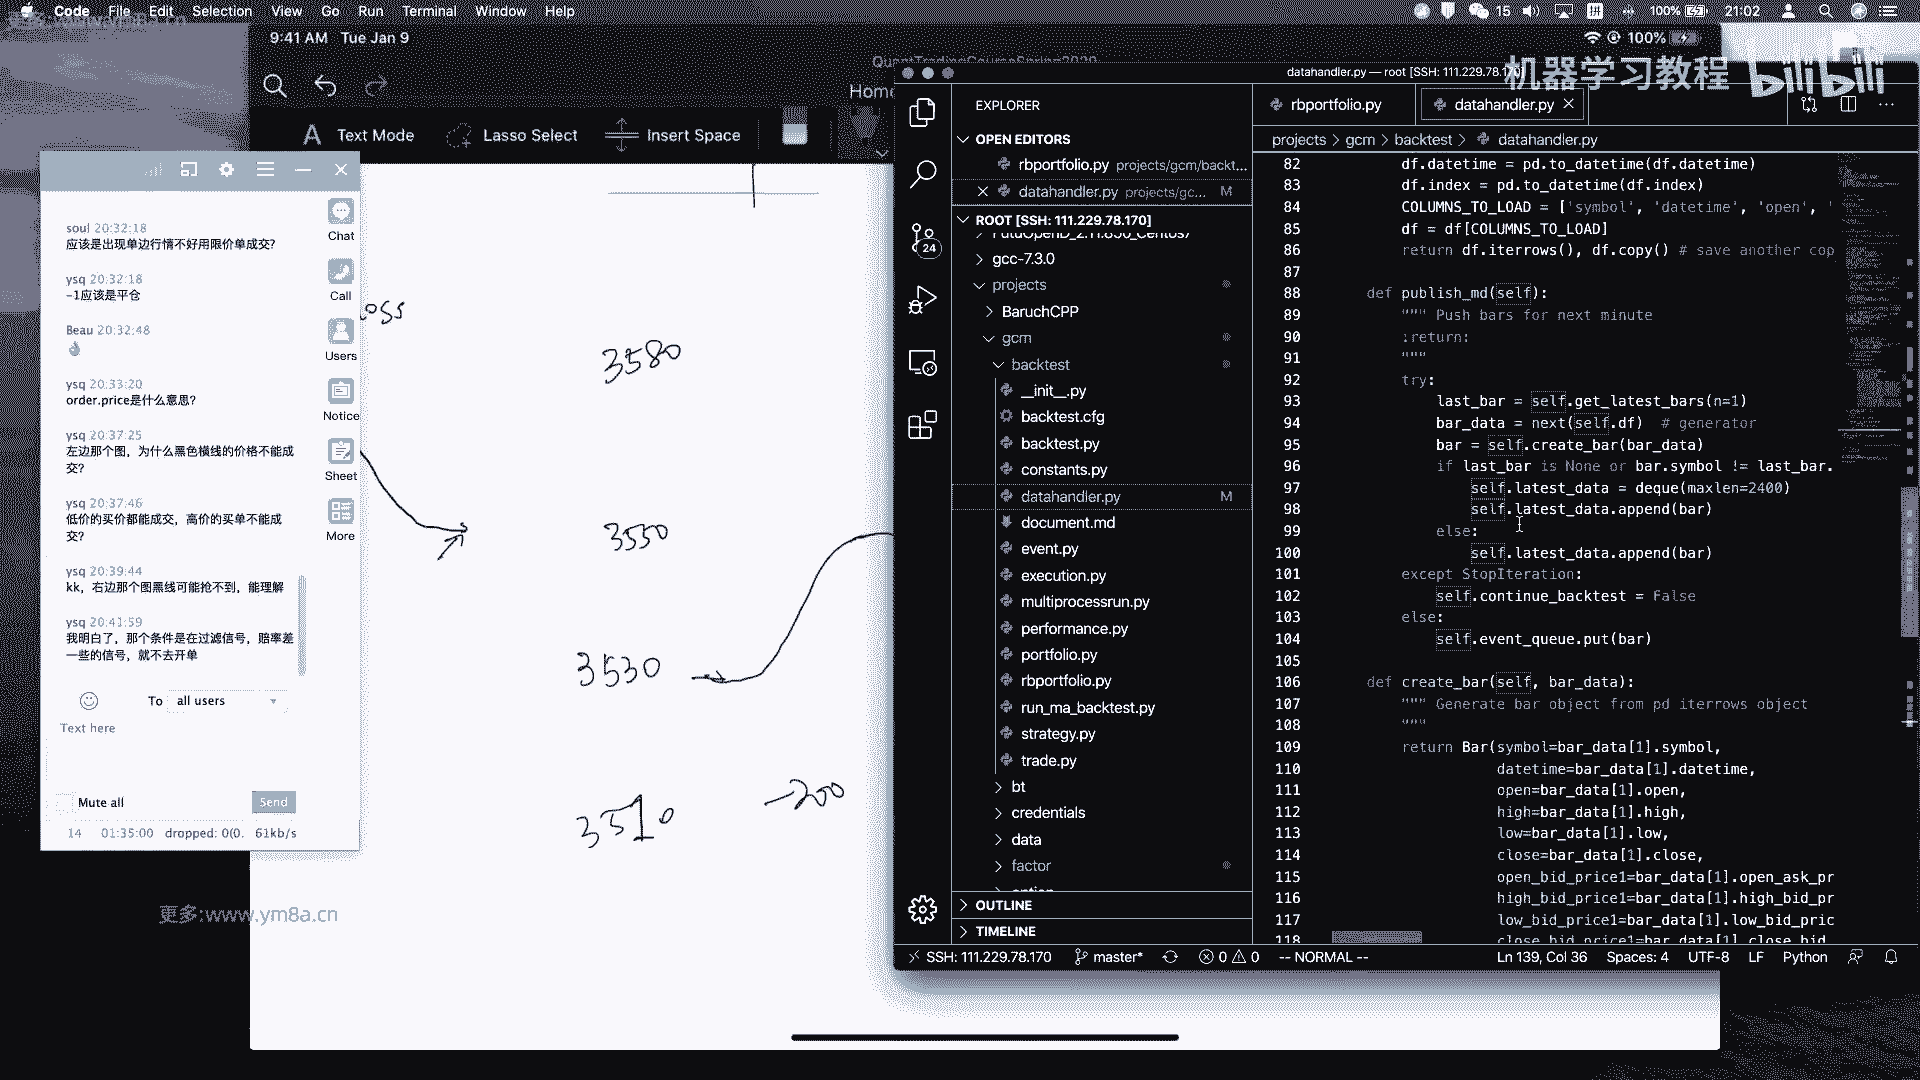 Code File Edit Selection View Go Run Terminal Window Help
15
100%
21:02
9:41 AM Tue Jan 9
100%
QuantTradingCourseSpring2020
机器学习教程 bilibili
Home
Text Mode
Lasso Select
Insert Space
soul 20:32:18
应该是出现单边行情不好用限价单成交?
ysq 20:32:18
-1应该是平仓
Beau 20:32:48
👌
ysq 20:33:20
order.price是什么意思?
ysq 20:37:25
左边那个图，为什么黑色横线的价格不能成
交?
ysq 20:37:46
低价的买价都能成交，高价的买单不能成
交?
ysq 20:39:44
kk，右边那个图黑线可能抢不到，能理解
ysq 20:41:59
我明白了，那个条件是在过滤信号，赔率差
一些的信号，就不去开单
Chat
Call
Users
Notice
Sheet
More
To all users
Text here
Mute all
Send
14 01:35:00 dropped: 0(0. 61kb/s
更多:www.ym8a.cn
oss
3580
3550
3530
3510
-200
datahandler.py — root [SSH: 111.229.78.170]
EXPLORER
OPEN EDITORS
rbportfolio.py projects/gcm/backt...
datahandler.py projects/gc... M
ROOT [SSH: 111.229.78.170]
gcc-7.3.0
projects
BaruchCPP
gcm
backtest
__init__.py
backtest.cfg
backtest.py
constants.py
datahandler.py M
document.md
event.py
execution.py
multiprocessrun.py
performance.py
portfolio.py
rbportfolio.py
run_ma_backtest.py
strategy.py
trade.py
bt
credentials
data
factor
OUTLINE
TIMELINE
24
rbportfolio.py
datahandler.py
projects > gcm > backtest > datahandler.py
82 df.datetime = pd.to_datetime(df.datetime)
83 df.index = pd.to_datetime(df.index)
84 COLUMNS_TO_LOAD = ['symbol', 'datetime', 'open', '
85 df = df[COLUMNS_TO_LOAD]
86 return df.iterrows(), df.copy() # save another cop
87
88 def publish_md(self):
89 """ Push bars for next minute
90 :return:
91 """
92 try:
93 last_bar = self.get_latest_bars(n=1)
94 bar_data = next(self.df) # generator
95 bar = self.create_bar(bar_data)
96 if last_bar is None or bar.symbol != last_bar.
97 self.latest_data = deque(maxlen=2400)
98 self.latest_data.append(bar)
99 else:
100 self.latest_data.append(bar)
101 except StopIteration:
102 self.continue_backtest = False
103 else:
104 self.event_queue.put(bar)
105
106 def create_bar(self, bar_data):
107 """ Generate bar object from pd iterrows object
108 """
109 return Bar(symbol=bar_data[1].symbol,
110 datetime=bar_data[1].datetime,
111 open=bar_data[1].open,
112 high=bar_data[1].high,
113 low=bar_data[1].low,
114 close=bar_data[1].close,
115 open_bid_price1=bar_data[1].open_ask_pr
116 high_bid_price1=bar_data[1].high_bid_pr
117 low_bid_price1=bar_data[1].low_bid_pric
118 close_bid_price1=bar_data[1].close_bid
SSH: 111.229.78.170 master* 0 0 -- NORMAL --
Ln 139, Col 36 Spaces: 4 UTF-8 LF Python